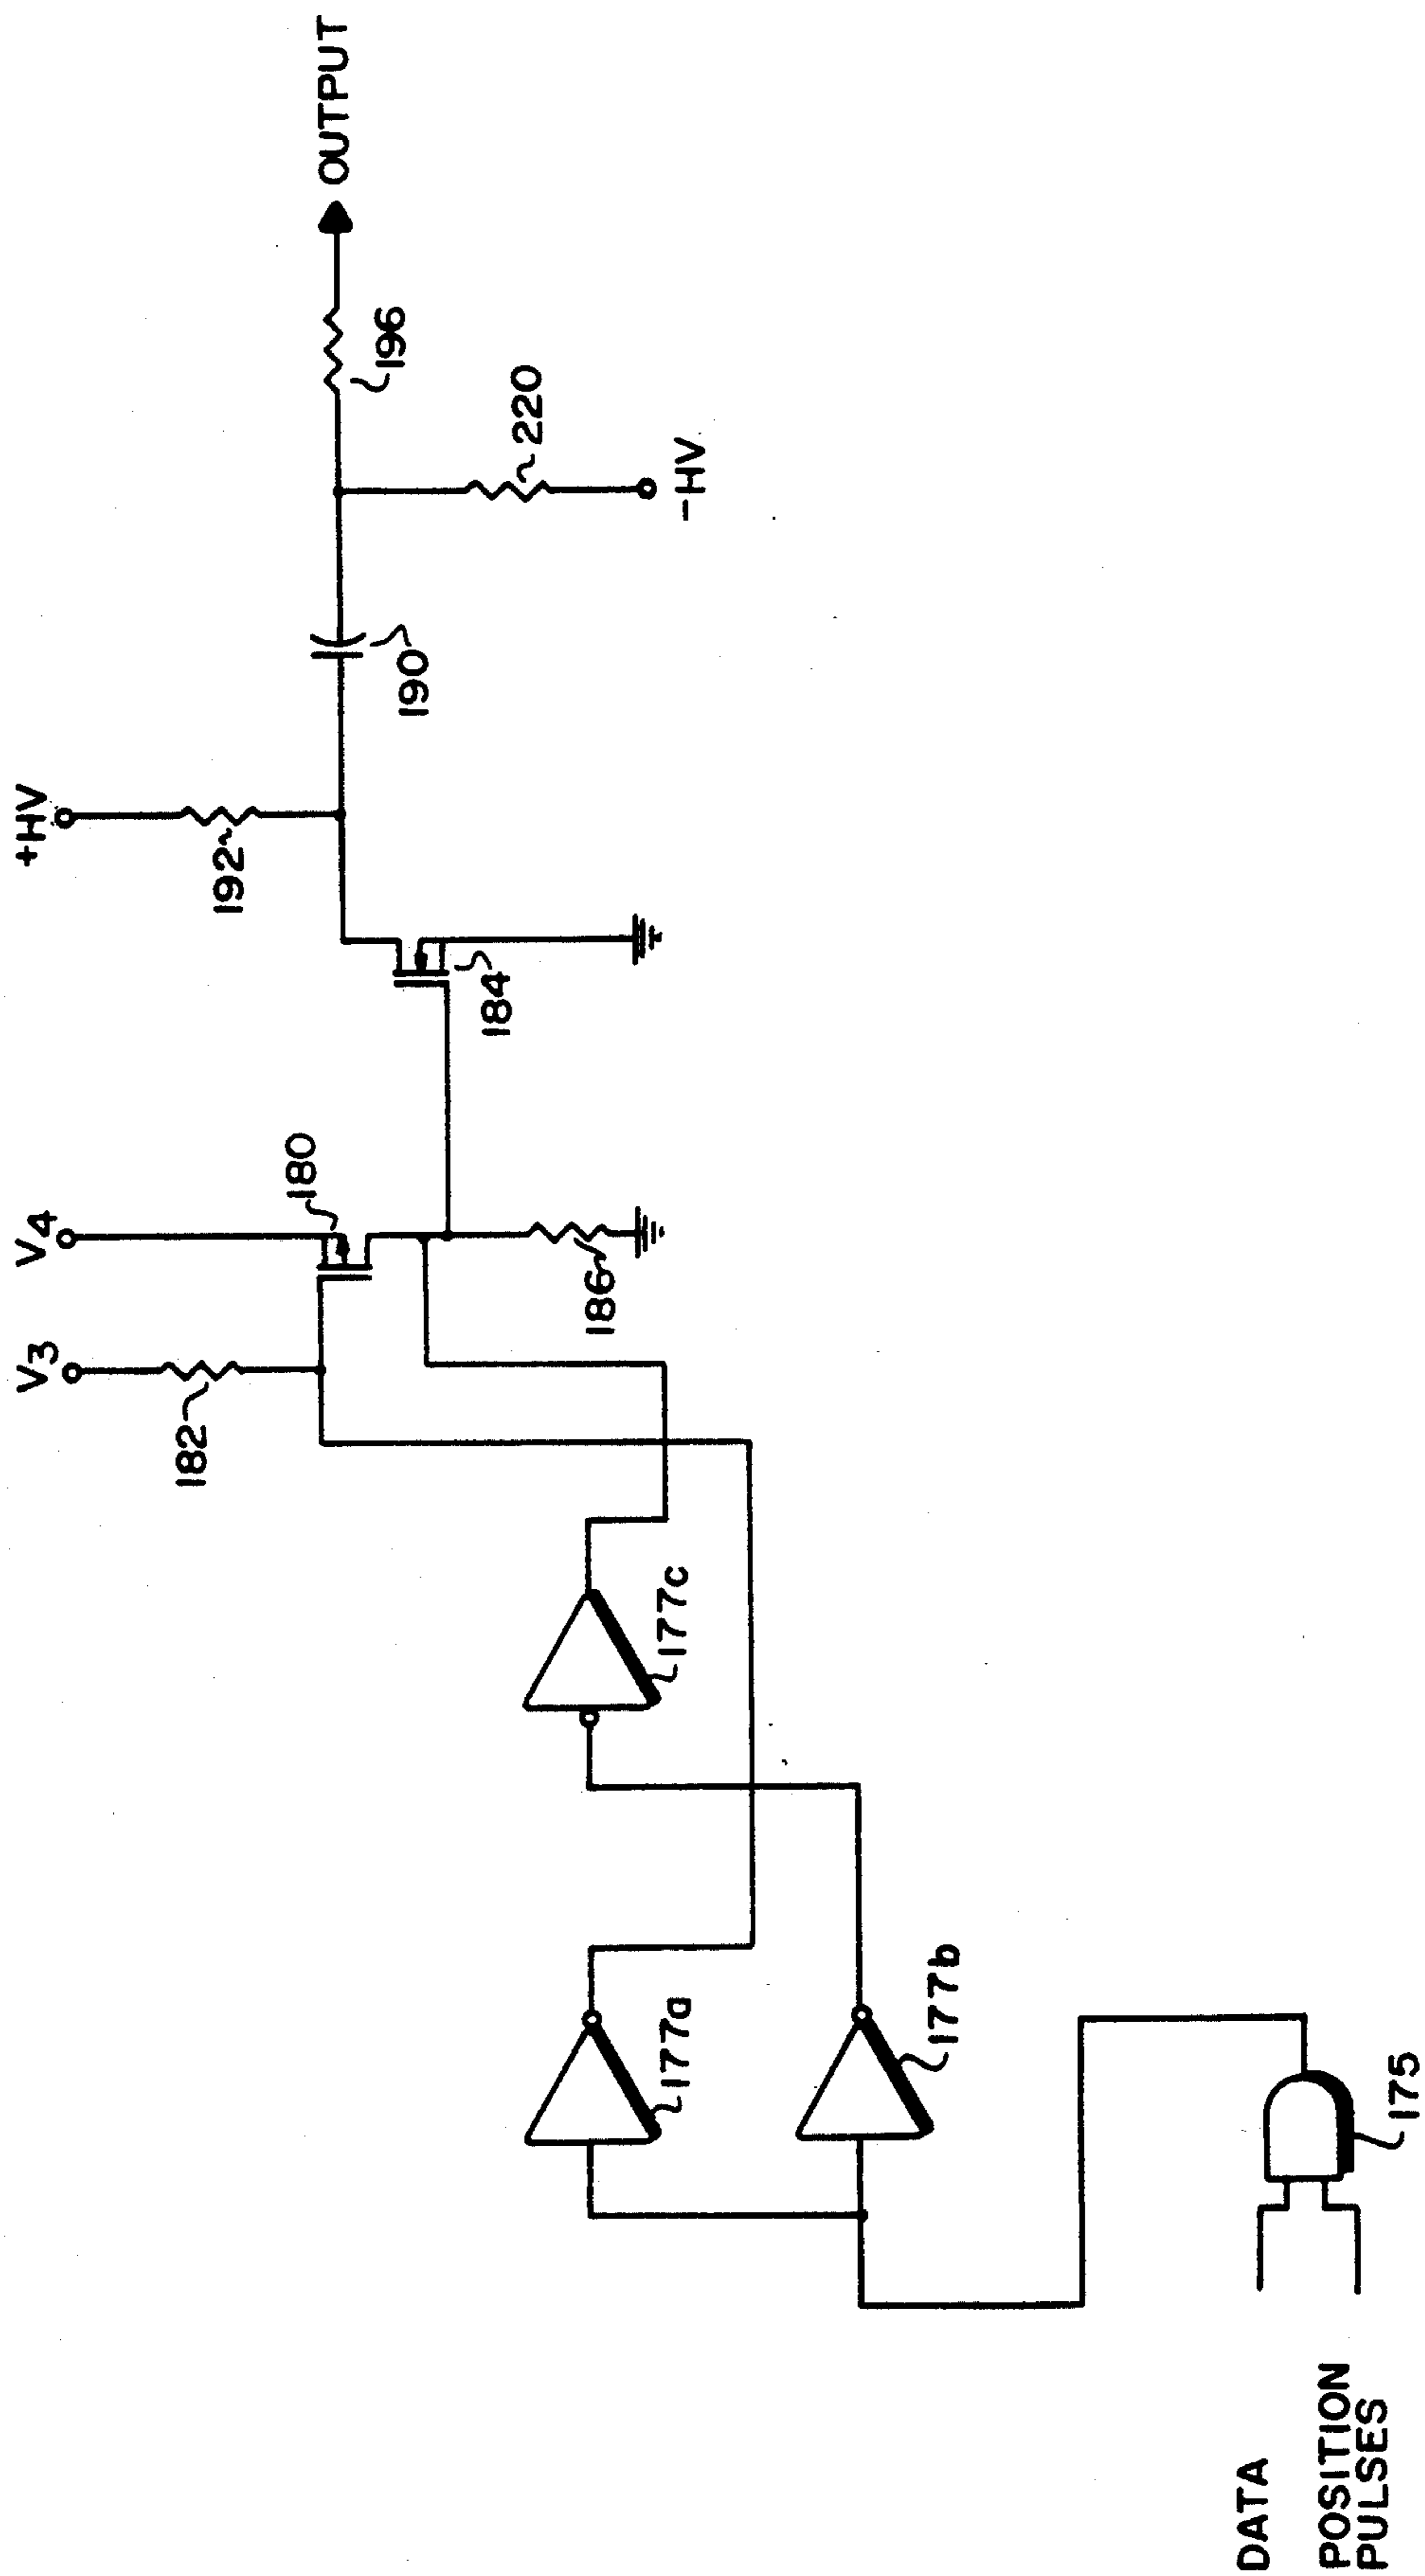 +HV
V4
V3
192
180
182
OUTPUT
196
190
184
220
-HV
186
177c
177a
177b
175
DATA
POSITION
PULSES